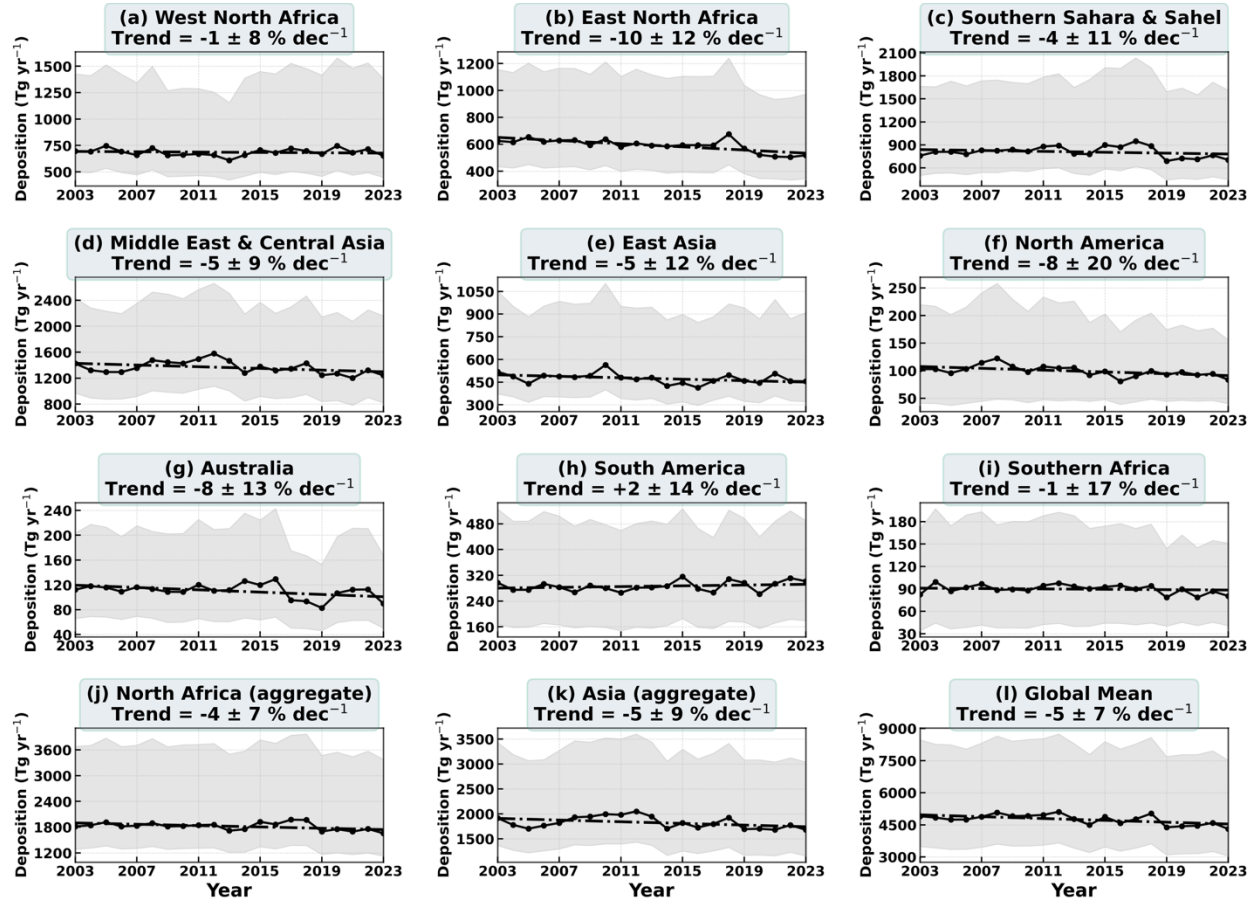 (a) West North Africa
Trend = -1 ± 8 % dec⁻¹
Deposition (Tg yr⁻¹)
1500
1250
1000
750
500
2003 2007 2011 2015 2019 2023
(b) East North Africa
Trend = -10 ± 12 % dec⁻¹
Deposition (Tg yr⁻¹)
1200
1000
800
600
400
2003 2007 2011 2015 2019 2023
(c) Southern Sahara & Sahel
Trend = -4 ± 11 % dec⁻¹
Deposition (Tg yr⁻¹)
2100
1800
1500
1200
900
600
2003 2007 2011 2015 2019 2023
(d) Middle East & Central Asia
Trend = -5 ± 9 % dec⁻¹
Deposition (Tg yr⁻¹)
2400
2000
1600
1200
800
2003 2007 2011 2015 2019 2023
(e) East Asia
Trend = -5 ± 12 % dec⁻¹
Deposition (Tg yr⁻¹)
1050
900
750
600
450
300
2003 2007 2011 2015 2019 2023
(f) North America
Trend = -8 ± 20 % dec⁻¹
Deposition (Tg yr⁻¹)
250
200
150
100
50
2003 2007 2011 2015 2019 2023
(g) Australia
Trend = -8 ± 13 % dec⁻¹
Deposition (Tg yr⁻¹)
240
200
160
120
80
40
2003 2007 2011 2015 2019 2023
(h) South America
Trend = +2 ± 14 % dec⁻¹
Deposition (Tg yr⁻¹)
480
400
320
240
160
2003 2007 2011 2015 2019 2023
(i) Southern Africa
Trend = -1 ± 17 % dec⁻¹
Deposition (Tg yr⁻¹)
180
150
120
90
60
30
2003 2007 2011 2015 2019 2023
(j) North Africa (aggregate)
Trend = -4 ± 7 % dec⁻¹
Deposition (Tg yr⁻¹)
3600
3000
2400
1800
1200
2003 2007 2011 2015 2019 2023
Year
(k) Asia (aggregate)
Trend = -5 ± 9 % dec⁻¹
Deposition (Tg yr⁻¹)
3500
3000
2500
2000
1500
1000
2003 2007 2011 2015 2019 2023
Year
(l) Global Mean
Trend = -5 ± 7 % dec⁻¹
Deposition (Tg yr⁻¹)
9000
7500
6000
4500
3000
2003 2007 2011 2015 2019 2023
Year